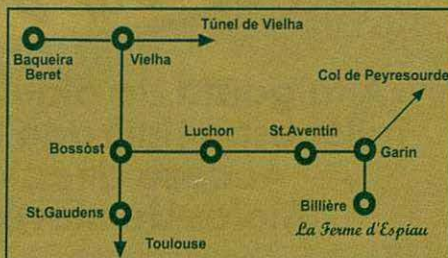 Túnel de Vielha
Baqueira
Beret
Vielha
Col de Peyresourde
Bossòst
Luchon
St.Aventin
Garin
St.Gaudens
Billière
La Ferme d'Espiau
Toulouse